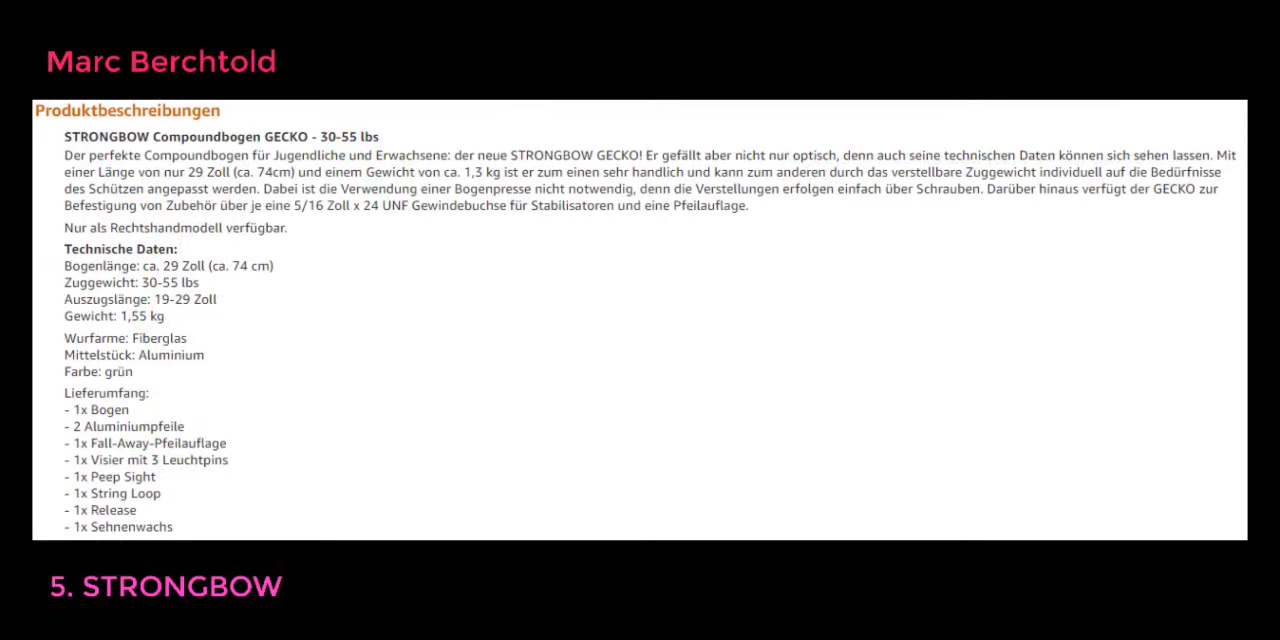 Marc Berchtold
Produktbeschreibungen
STRONGBOW Compoundbogen GECKO - 30-55 lbs
Der perfekte Compoundbogen für Jugendliche und Erwachsene: der neue STRONGBOW GECKO! Er gefällt aber nicht nur optisch, denn auch seine technischen Daten können sich sehen lassen. Mit
einer Länge von nur 29 Zoll (ca. 74cm) und einem Gewicht von ca. 1,3 kg ist er zum einen sehr handlich und kann zum anderen durch das verstellbare Zuggewicht individuell auf die Bedürfnisse
des Schützen angepasst werden. Dabei ist die Verwendung einer Bogenpresse nicht notwendig, denn die Verstellungen erfolgen einfach über Schrauben. Darüber hinaus verfügt der GECKO zur
Befestigung von Zubehör über je eine 5/16 Zoll x 24 UNF Gewindebuchse für Stabilisatoren und eine Pfeilauflage.
Nur als Rechtshandmodell verfügbar.
Technische Daten:
Bogenlänge: ca. 29 Zoll (ca. 74 cm)
Zuggewicht: 30-55 lbs
Auszugslänge: 19-29 Zoll
Gewicht: 1,55 kg
Wurfarme: Fiberglas
Mittelstück: Aluminium
Farbe: grün
Lieferumfang:
- 1x Bogen
- 2 Aluminiumpfeile
- 1x Fall-Away-Pfeilauflage
- 1x Visier mit 3 Leuchtpins
- 1x Peep Sight
- 1x String Loop
- 1x Release
- 1x Sehnenwachs
5. STRONGBOW